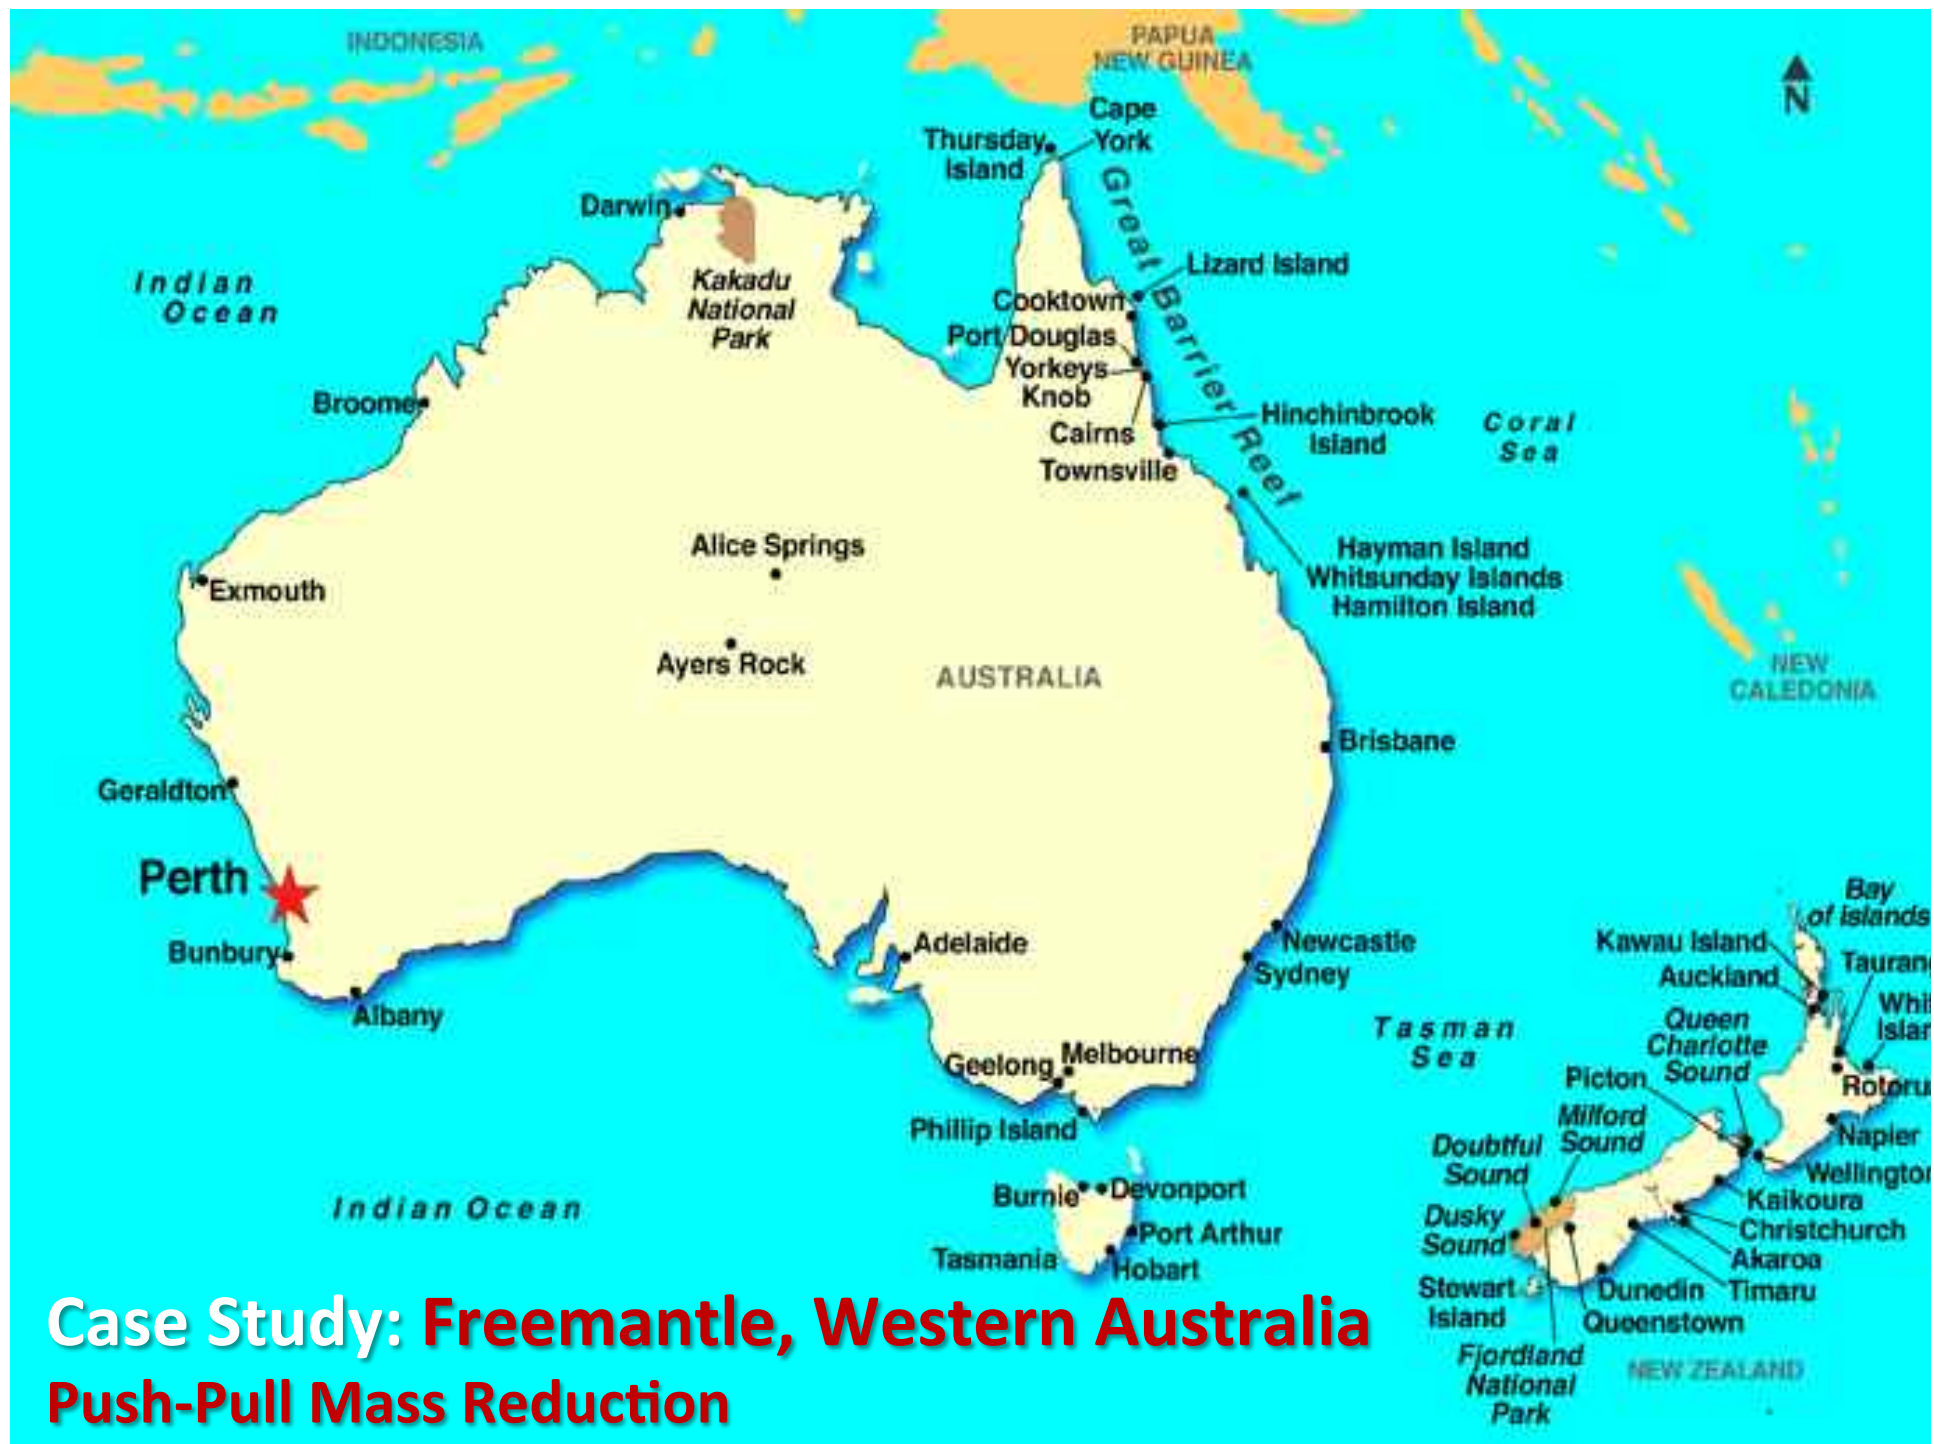 INDONESIA
PAPUA
NEW GUINEA
N
Cape
York
Thursday
Island
Darwin
Great Barrier Reef
Kakadu
National
Park
Indian
Ocean
Lizard Island
Cooktown
Port Douglas
Yorkeys
Knob
Cairns
Townsville
Broome
Hinchinbrook
Island
Coral
Sea
Hayman Island
Whitsunday Islands
Hamilton Island
Alice Springs
Exmouth
Ayers Rock
AUSTRALIA
NEW
CALEDONIA
Brisbane
Geraldton
Perth
Bunbury
Albany
Adelaide
Newcastle
Sydney
Bay
of Islands
Kawau Island
Auckland
Tauran
Whi
Islan
Queen
Charlotte
Sound
Tasman
Sea
Geelong
Melbourne
Phillip Island
Picton
Rotoru
Milford
Sound
Doubtful
Sound
Napier
Wellington
Kaikoura
Christchurch
Akaroa
Timaru
Dusky
Sound
Burnie
Devonport
Port Arthur
Tasmania
Hobart
Indian Ocean
Stewart
Island
Dunedin
Queenstown
Fjordland
National
Park
NEW ZEALAND
Case Study: Freemantle, Western Australia
Push-Pull Mass Reduction